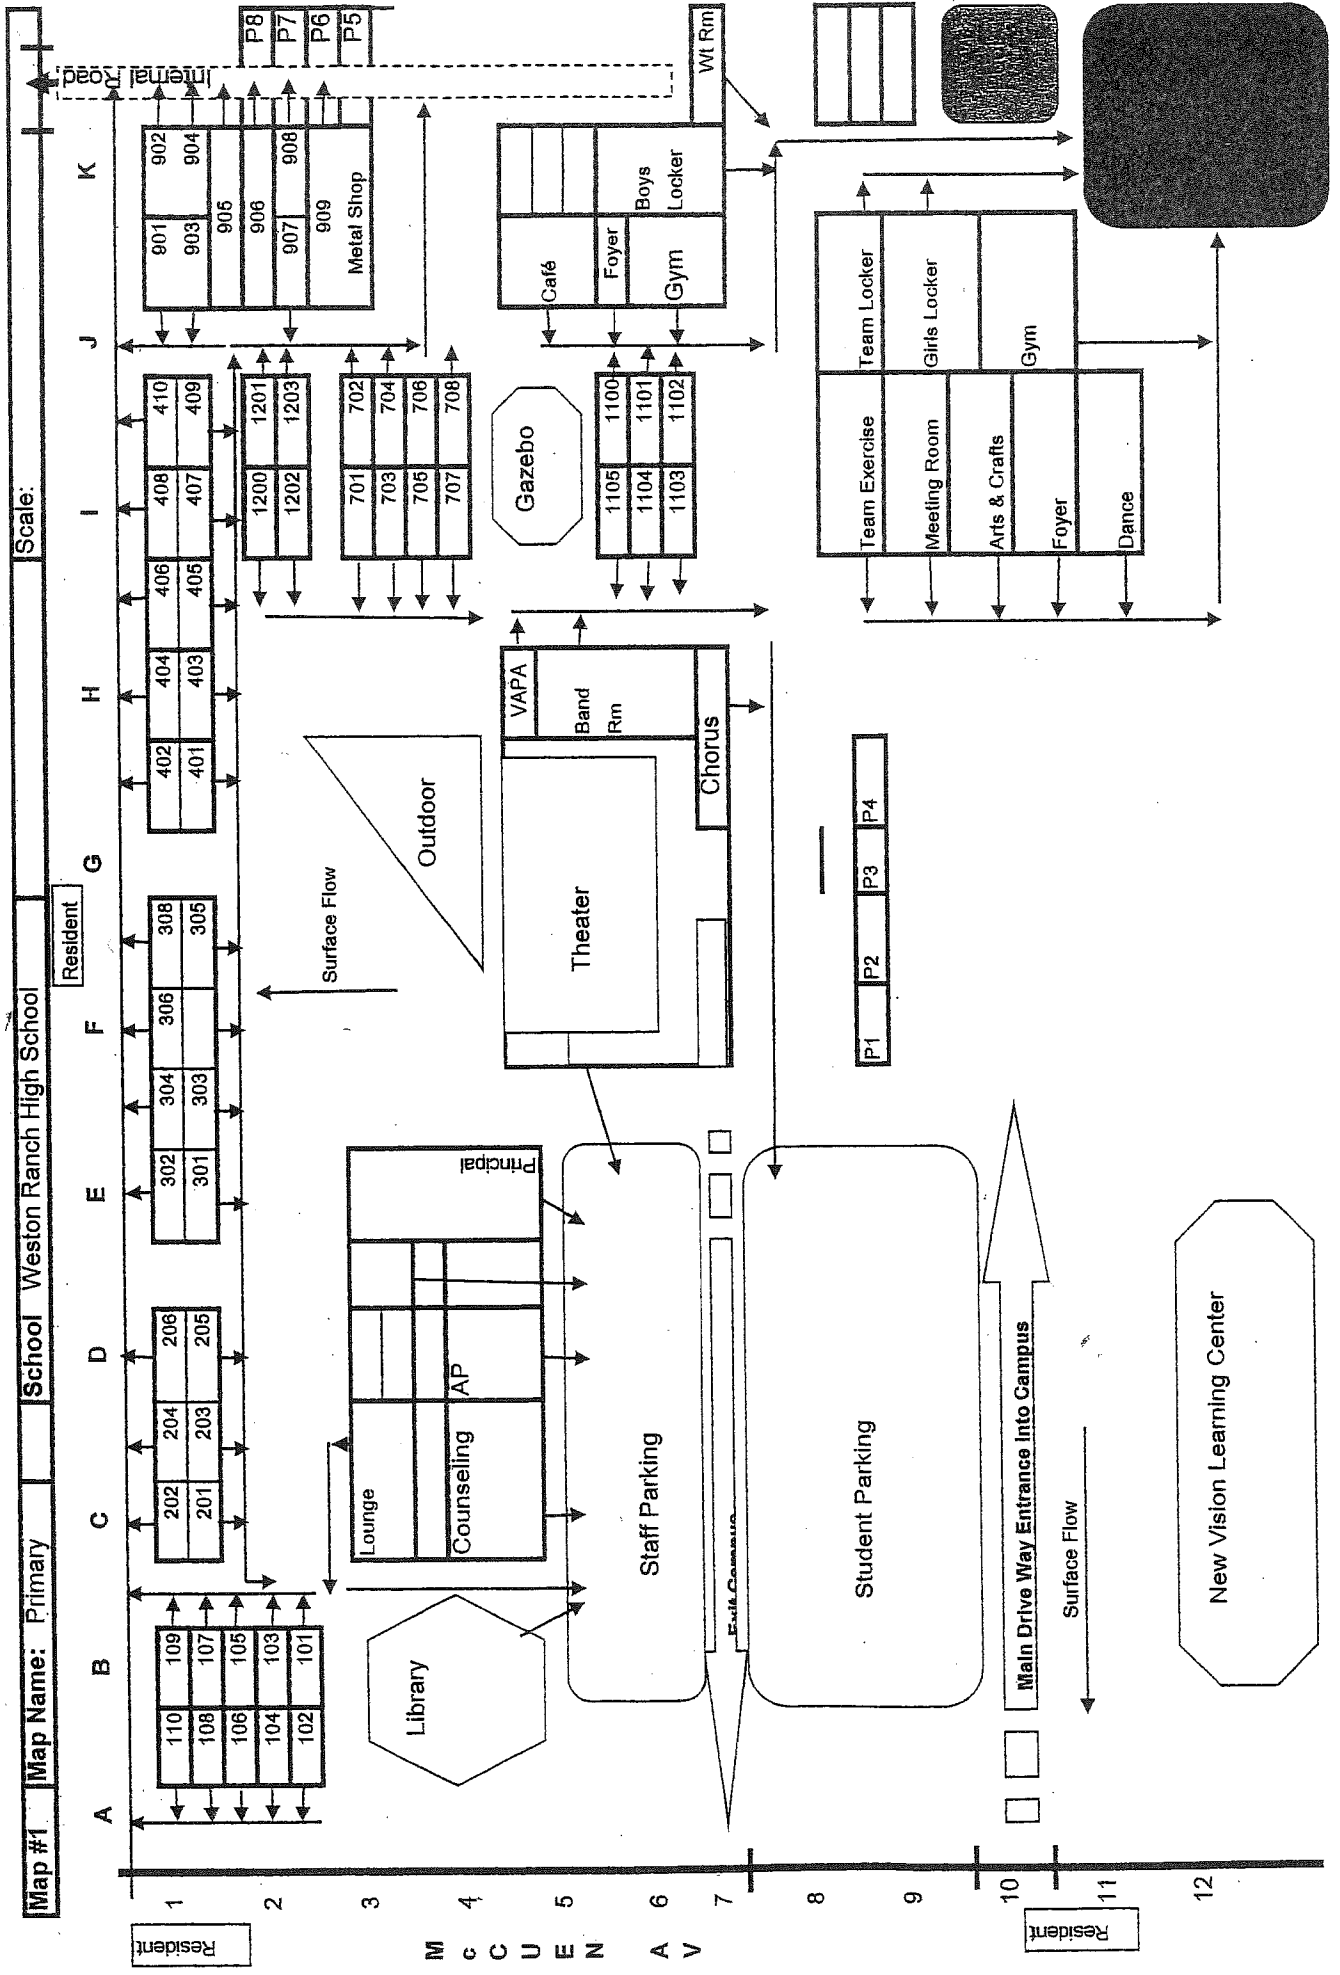 Map #1 Map Name: Primary School Weston Ranch High School Scale:
Resident
A B C D E F G H I J K
Internal
Road
1
2
3
4
5
6
7
8
9
10
11
12
Resident
McCUEN AV
Resident
110 109
108 107
106 105
104 103
102 101
202 204 206
201 203 205
302 304 306 308
301 303 305
402 404 406 408 410
401 403 405 407 409
1200 1201
1202 1203
701 702
703 704
705 706
707 708
901 902
903 904
905
906
907 908
909
Metal Shop
P8
P7
P6
P5
Surface Flow
Outdoor
Library
Lounge
Counseling
AP
Principal
Theater
VAPA
Band
Rm
Chorus
Gazebo
1105 1100
1104 1101
1103 1102
Café
Foyer
Gym
Boys
Locker
Wt Rm
Staff Parking
Exit Campus
Student Parking
P1 P2 P3 P4
Team Exercise Team Locker
Meeting Room Girls Locker
Arts & Crafts Gym
Foyer
Dance
Main Drive Way Entrance Into Campus
Surface Flow
New Vision Learning Center